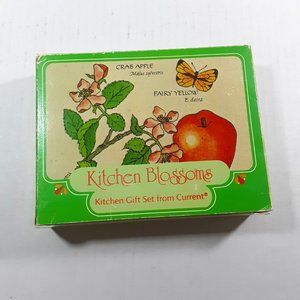 CRAB APPLE
Malus sylvestris
FAIRY YELLOW
E. daira
Kitchen Blossoms
Kitchen Gift Set from Current®